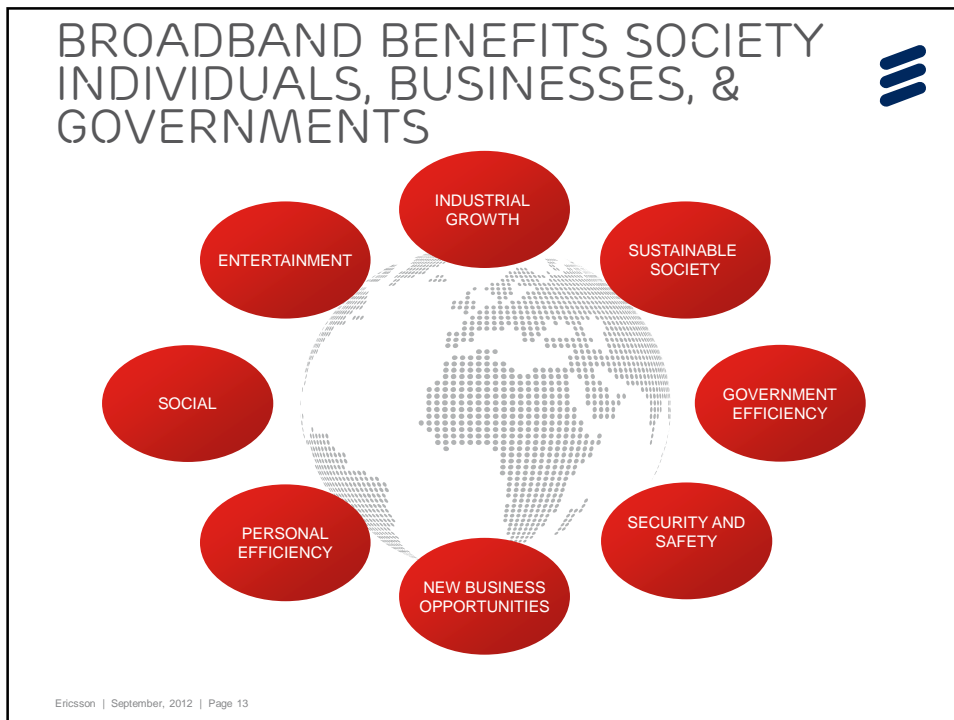 BROADBAND BENEFITS SOCIETY
INDIVIDUALS, BUSINESSES, &
GOVERNMENTS
INDUSTRIAL
GROWTH
ENTERTAINMENT
SUSTAINABLE
SOCIETY
SOCIAL
GOVERNMENT
EFFICIENCY
PERSONAL
EFFICIENCY
SECURITY AND
SAFETY
NEW BUSINESS
OPPORTUNITIES
Ericsson | September, 2012 | Page 13